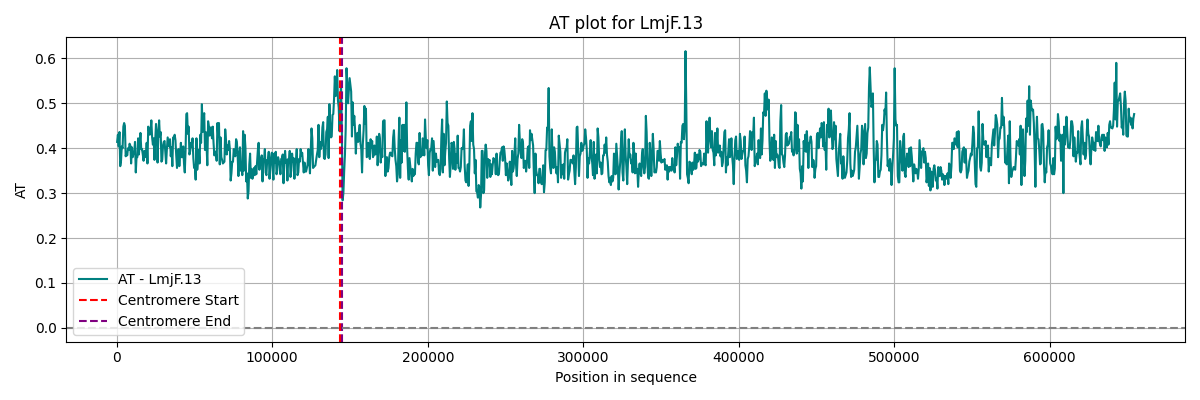 AT plot for LmjF.13
AT
0.6
0.5
0.4
0.3
0.2
0.1
0.0
AT - LmjF.13
Centromere Start
Centromere End
0 100000 200000 300000 400000 500000 600000
Position in sequence